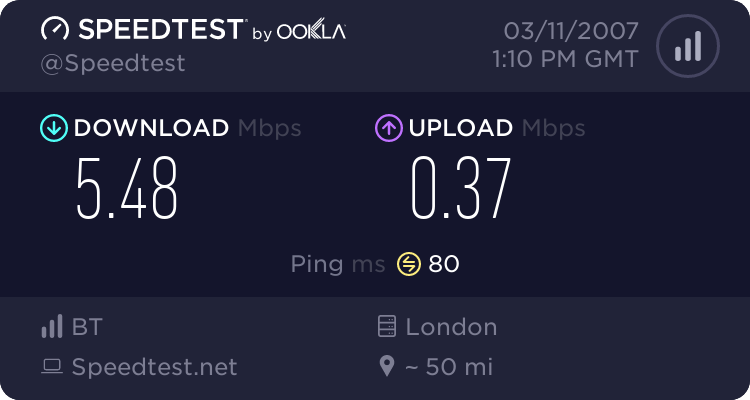 SPEEDTEST® by OOKLA®
03/11/2007
@Speedtest
1:10 PM GMT
DOWNLOAD Mbps
UPLOAD Mbps
5.48
0.37
Ping ms 80
BT
London
Speedtest.net
~ 50 mi